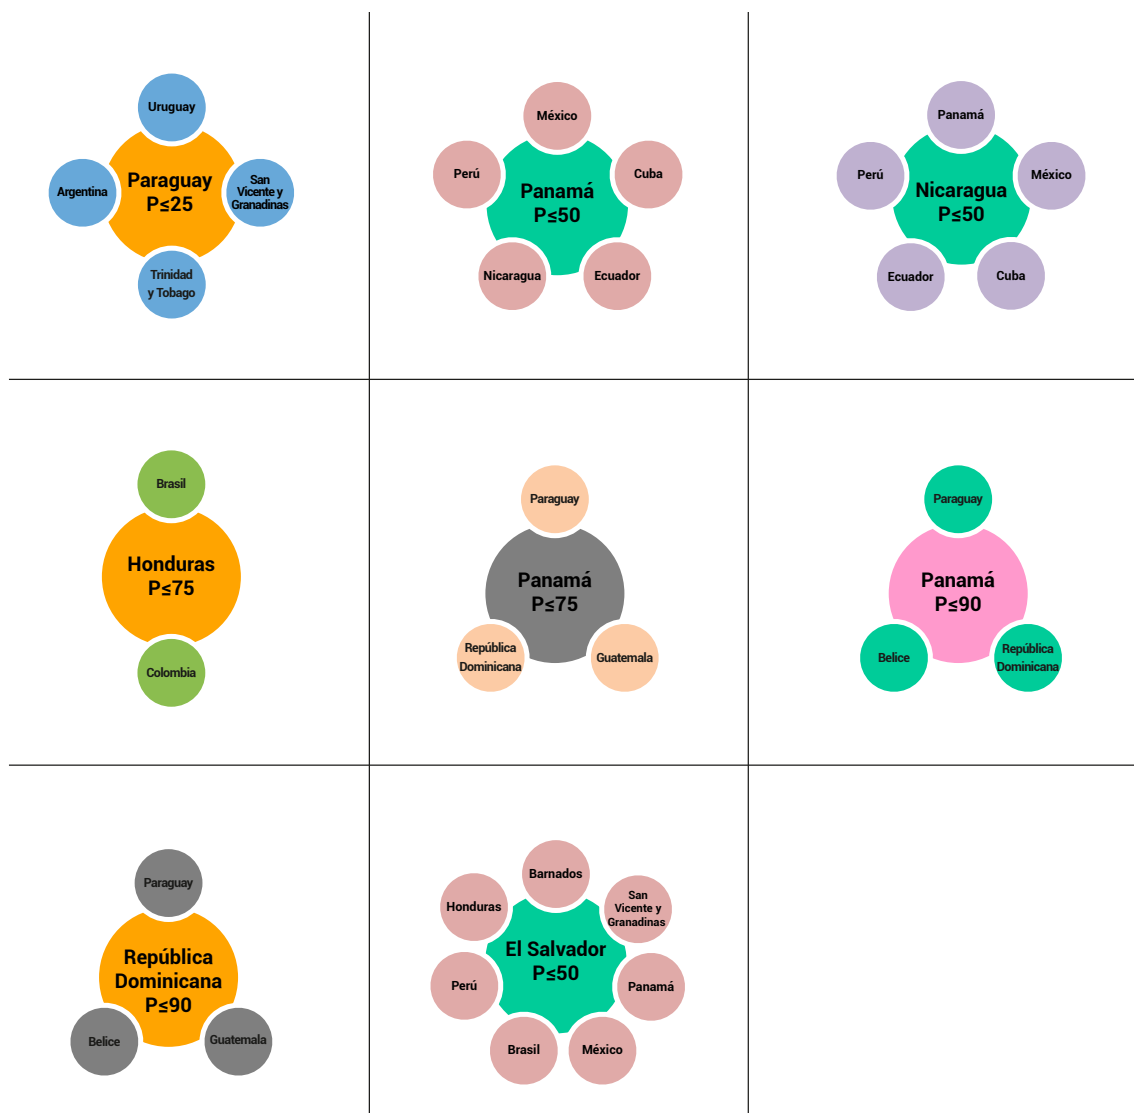 Uruguay
Argentina
Paraguay
P≤25
San
Vicente y
Granadinas
Trinidad
y Tobago
México
Perú
Cuba
Panamá
P≤50
Nicaragua
Ecuador
Panamá
Perú
México
Nicaragua
P≤50
Ecuador
Cuba
Brasil
Honduras
P≤75
Colombia
Paraguay
Panamá
P≤75
República
Dominicana
Guatemala
Paraguay
Panamá
P≤90
Belice
República
Dominicana
Paraguay
República
Dominicana
P≤90
Belice
Guatemala
Barnados
Honduras
San
Vicente y
Granadinas
El Salvador
P≤50
Perú
Panamá
Brasil
México